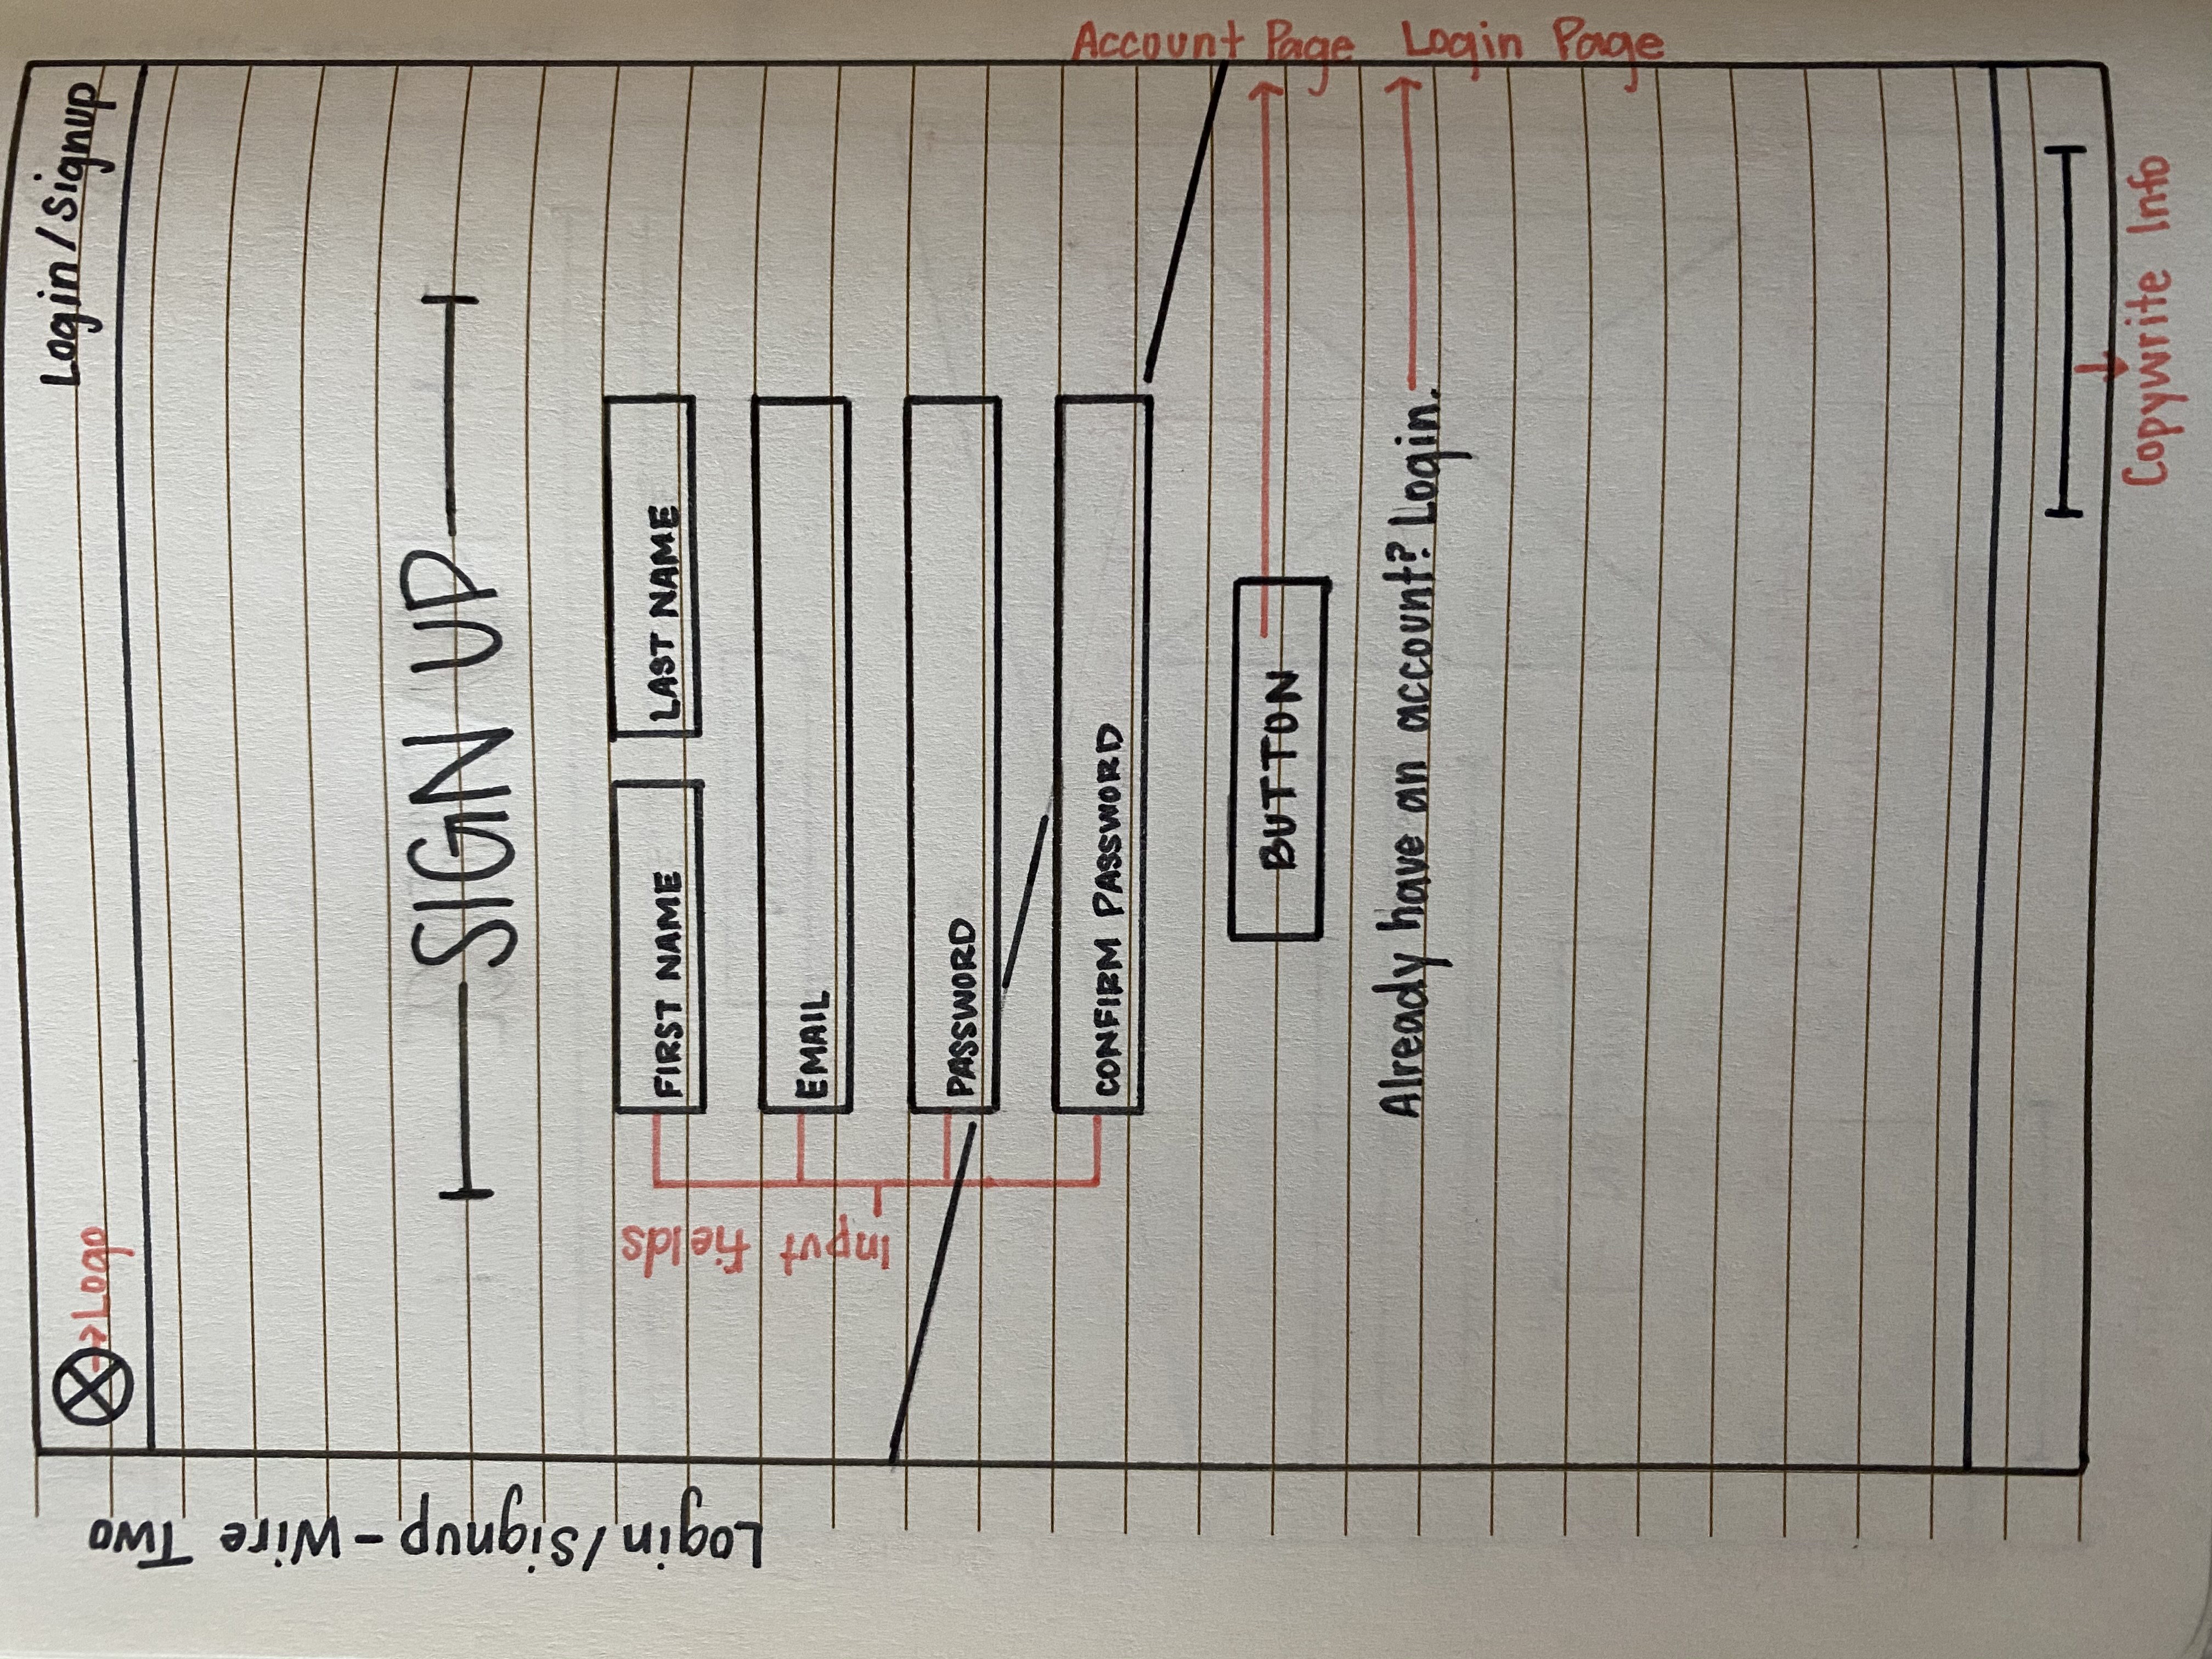 Login/Signup - Wire Two
Logo
Login/Signup
SIGN UP
Input fields
FIRST NAME
LAST NAME
EMAIL
PASSWORD
CONFIRM PASSWORD
BUTTON
Account Page
Already have an account? Login.
Login Page
Copywrite Info